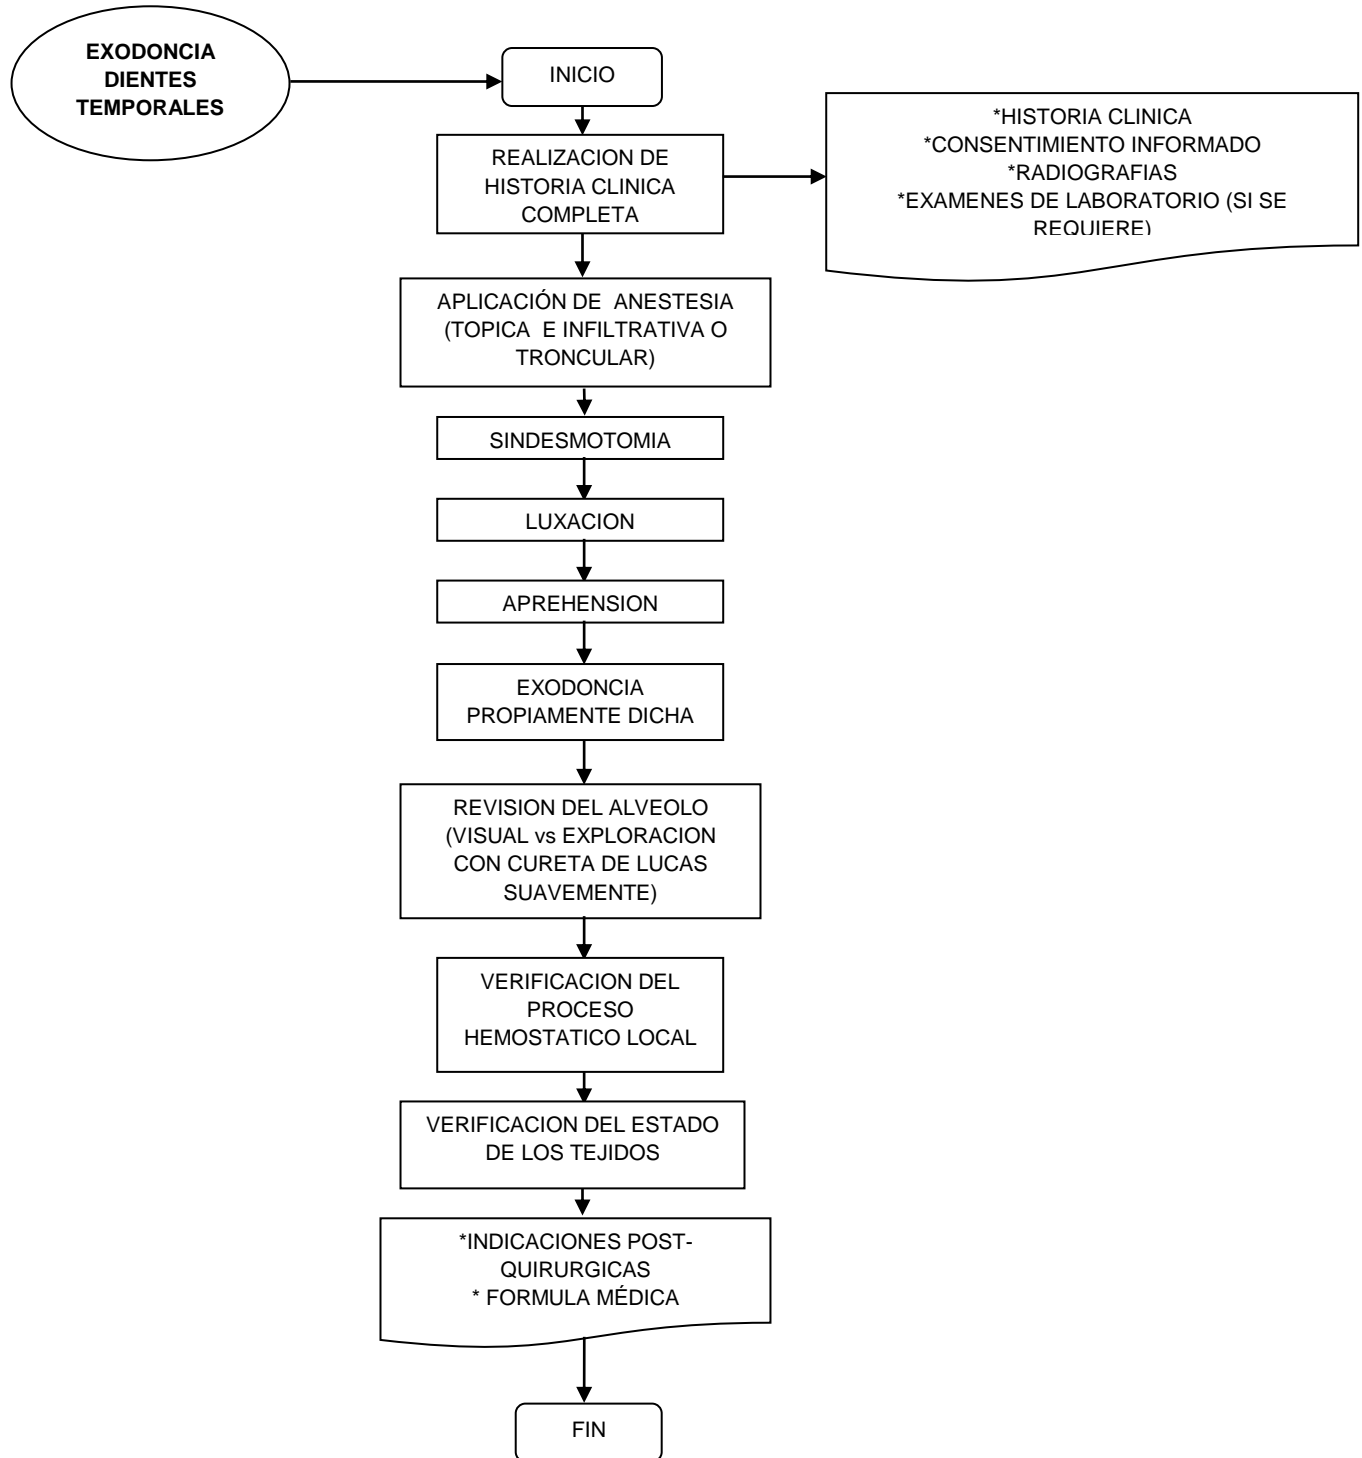 EXODONCIA
DIENTES
TEMPORALES
INICIO
REALIZACION DE
HISTORIA CLINICA
COMPLETA
*HISTORIA CLINICA
*CONSENTIMIENTO INFORMADO
*RADIOGRAFIAS
*EXAMENES DE LABORATORIO (SI SE
REQUIERE)
APLICACIÓN DE ANESTESIA
(TOPICA E INFILTRATIVA O
TRONCULAR)
SINDESMOTOMIA
LUXACION
APREHENSION
EXODONCIA
PROPIAMENTE DICHA
REVISION DEL ALVEOLO
(VISUAL vs EXPLORACION
CON CURETA DE LUCAS
SUAVEMENTE)
VERIFICACION DEL
PROCESO
HEMOSTATICO LOCAL
VERIFICACION DEL ESTADO
DE LOS TEJIDOS
*INDICACIONES POST-
QUIRURGICAS
* FORMULA MÉDICA
FIN